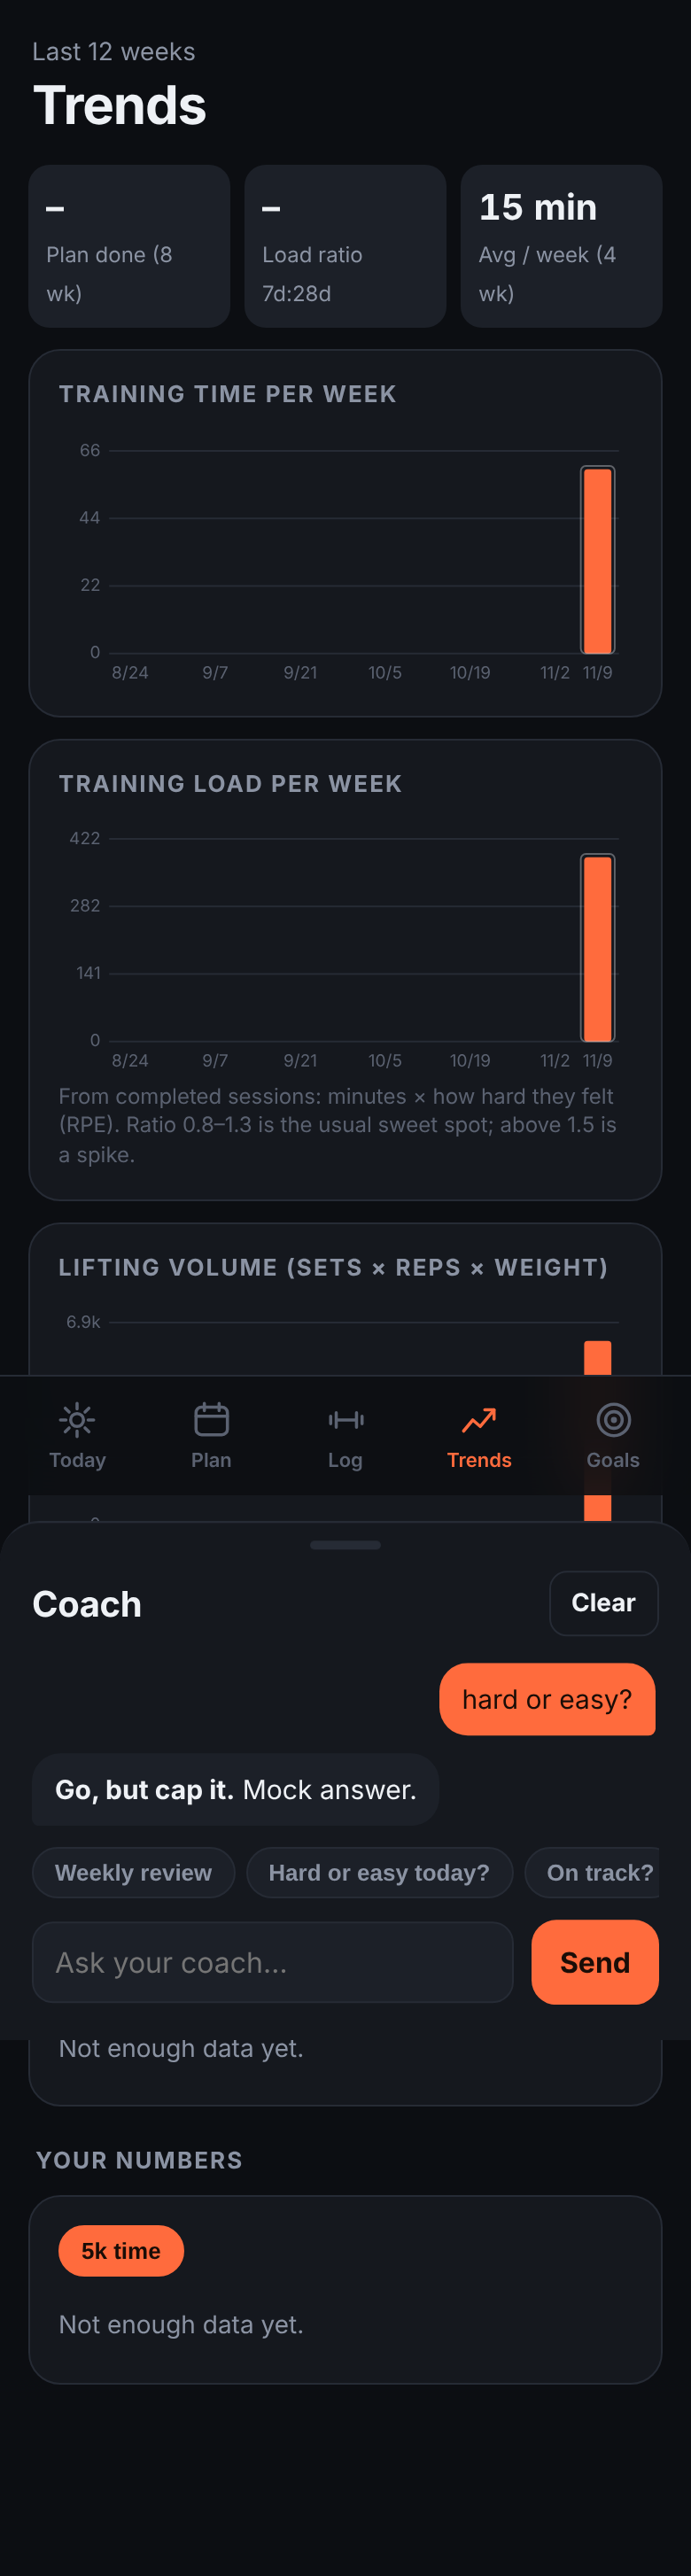 Last 12 weeks
Trends
–
Plan done (8
wk)
–
Load ratio
7d:28d
15 min
Avg / week (4
wk)
TRAINING TIME PER WEEK
66
44
22
0
8/24 9/7 9/21 10/5 10/19 11/2 11/9
TRAINING LOAD PER WEEK
422
282
141
0
8/24 9/7 9/21 10/5 10/19 11/2 11/9
From completed sessions: minutes × how hard they felt
(RPE). Ratio 0.8–1.3 is the usual sweet spot; above 1.5 is
a spike.
LIFTING VOLUME (SETS × REPS × WEIGHT)
6.9k
Today Plan Log Trends Goals
Coach
Clear
hard or easy?
Go, but cap it. Mock answer.
Weekly review Hard or easy today? On track?
Ask your coach...
Send
Not enough data yet.
YOUR NUMBERS
5k time
Not enough data yet.